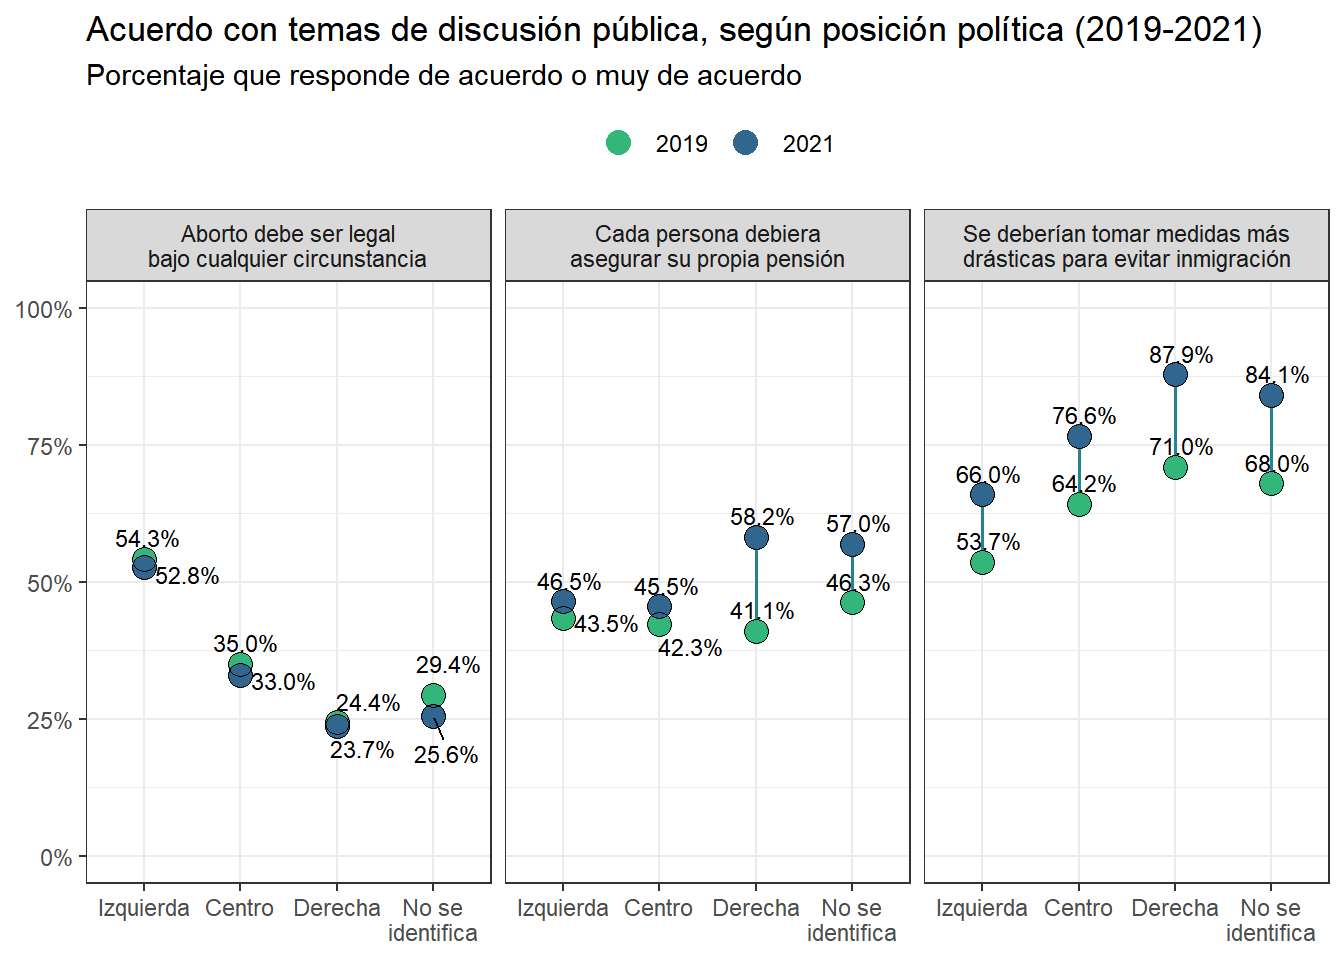 Acuerdo con temas de discusión pública, según posición política (2019-2021)
Porcentaje que responde de acuerdo o muy de acuerdo
2019 2021
Aborto debe ser legal
bajo cualquier circunstancia
Cada persona debiera
asegurar su propia pensión
Se deberían tomar medidas más
drásticas para evitar inmigración
100%
75%
50%
25%
0%
54.3%
52.8%
35.0%
33.0%
24.4%
23.7%
29.4%
25.6%
46.5%
43.5%
45.5%
42.3%
58.2%
41.1%
57.0%
46.3%
66.0%
53.7%
76.6%
64.2%
87.9%
71.0%
84.1%
68.0%
Izquierda Centro Derecha No se
identifica
Izquierda Centro Derecha No se
identifica
Izquierda Centro Derecha No se
identifica